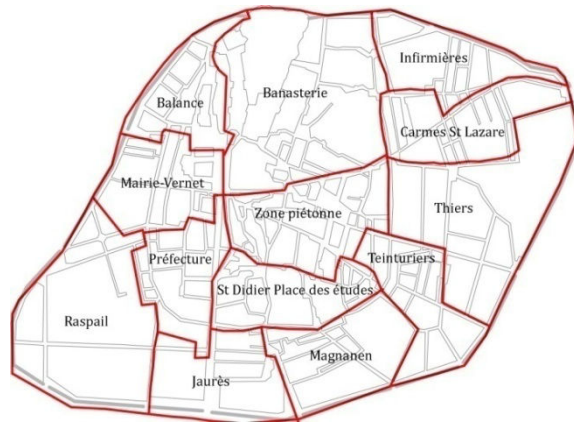 Infirmières
Banasterie
Balance
Carmes St Lazare
Mairie-Vernet
Thiers
Zone piétonne
Préfecture
Teinturiers
St Didier Place des études
Raspail
Magnanen
Jaurès